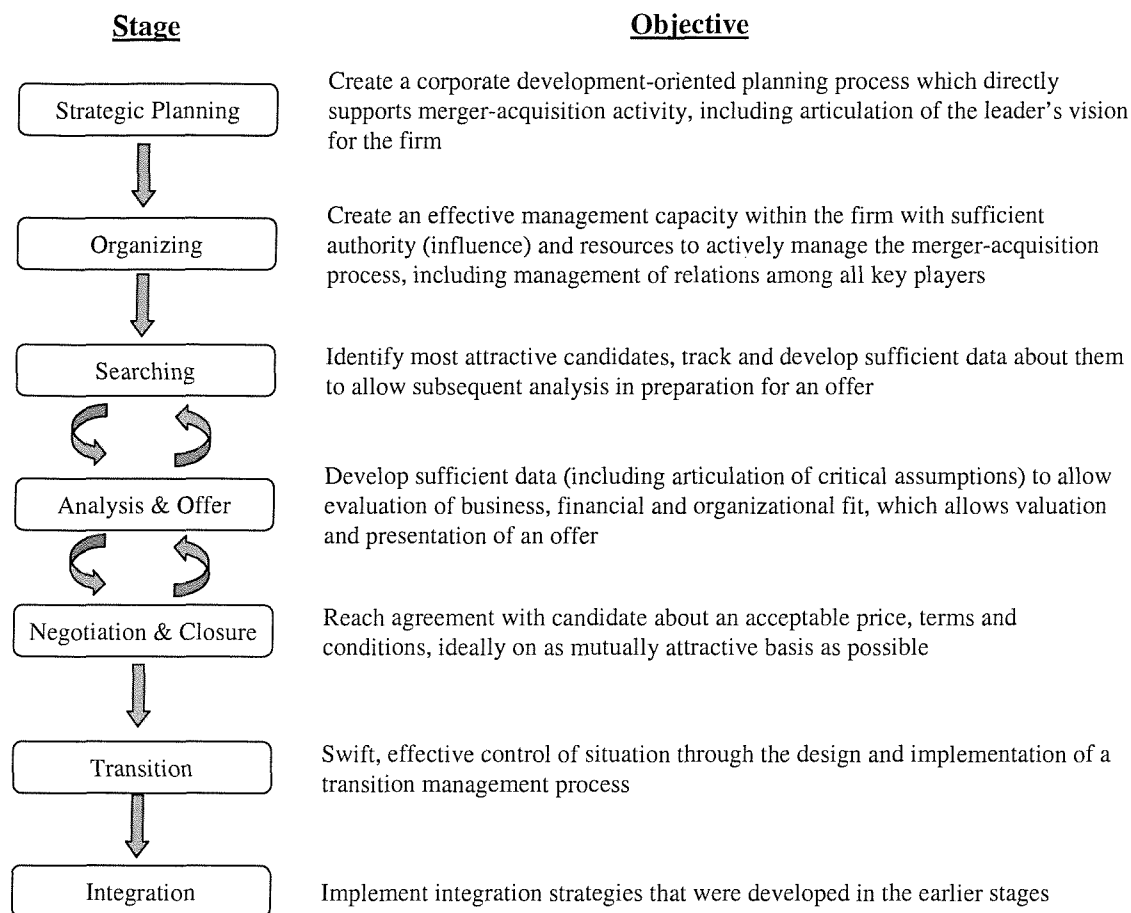 Stage
Objective
Strategic Planning
Create a corporate development-oriented planning process which directly
supports merger-acquisition activity, including articulation of the leader's vision
for the firm
Organizing
Create an effective management capacity within the firm with sufficient
authority (influence) and resources to actively manage the merger-acquisition
process, including management of relations among all key players
Searching
Identify most attractive candidates, track and develop sufficient data about them
to allow subsequent analysis in preparation for an offer
Analysis & Offer
Develop sufficient data (including articulation of critical assumptions) to allow
evaluation of business, financial and organizational fit, which allows valuation
and presentation of an offer
Negotiation & Closure
Reach agreement with candidate about an acceptable price, terms and
conditions, ideally on as mutually attractive basis as possible
Transition
Swift, effective control of situation through the design and implementation of a
transition management process
Integration
Implement integration strategies that were developed in the earlier stages